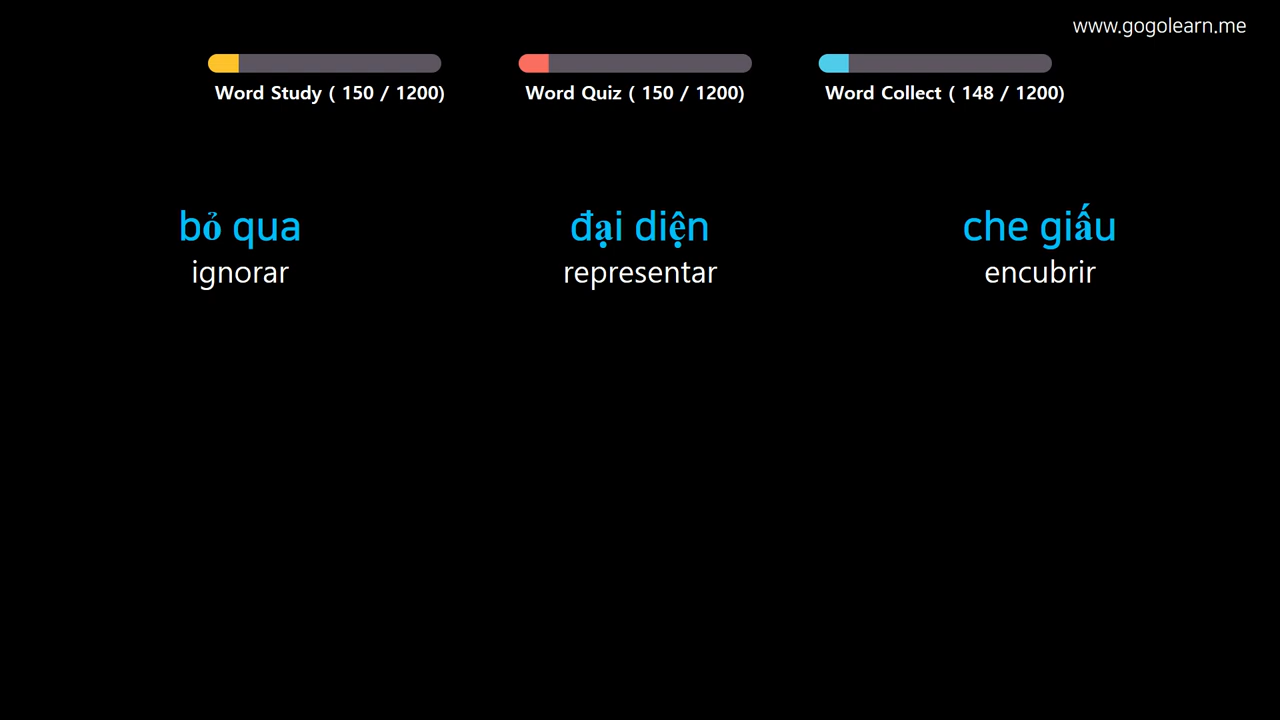 www.gogolearn.me
Word Study ( 150 / 1200)
Word Quiz ( 150 / 1200)
Word Collect ( 148 / 1200)
bỏ qua
ignorar
đại diện
representar
che giấu
encubrir